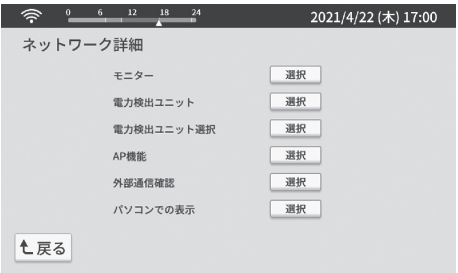 0 6 12 18 24 2021/4/22 (木) 17:00
ネットワーク詳細
モニター 選択
電力検出ユニット 選択
電力検出ユニット選択 選択
AP機能 選択
外部通信確認 選択
パソコンでの表示 選択
戻る